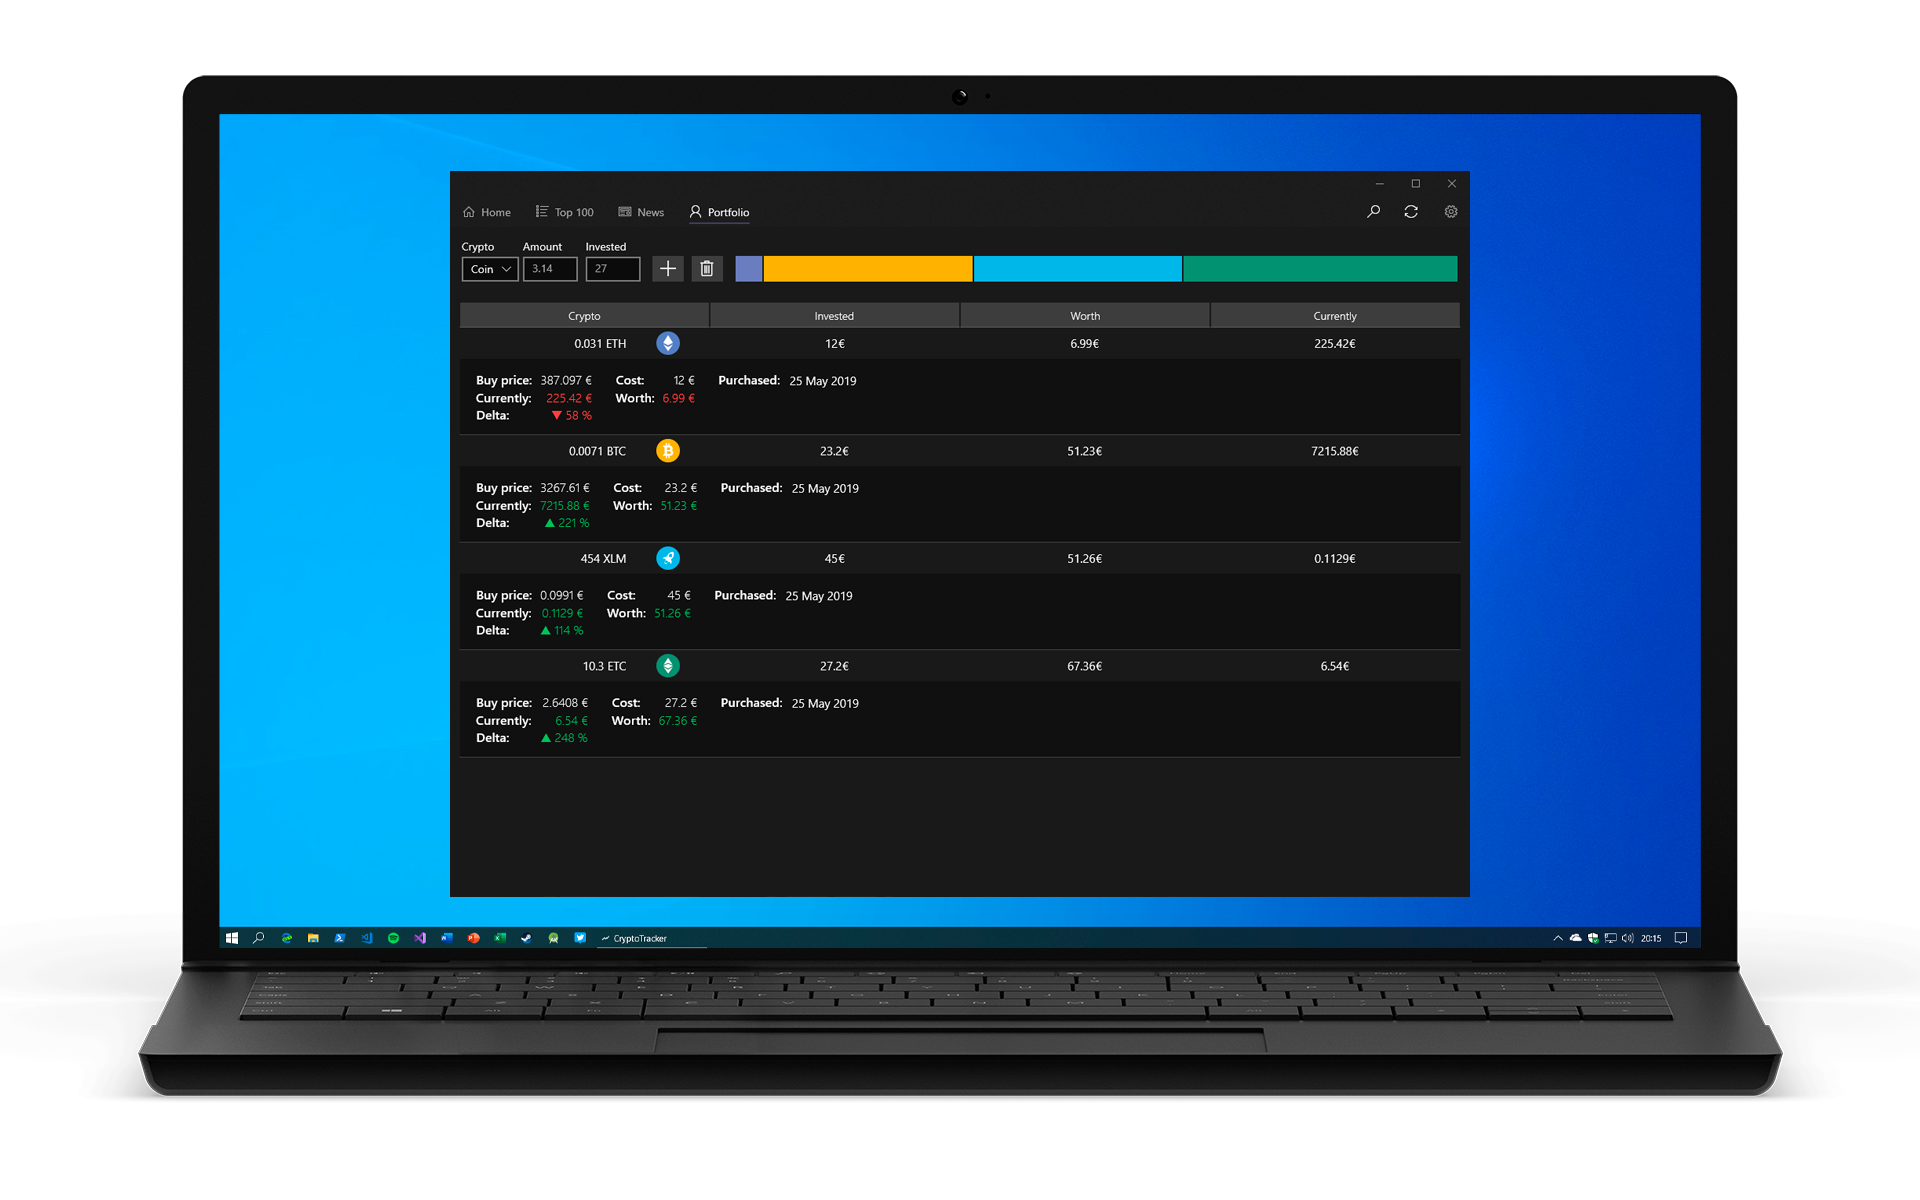 Home Top 100 News Portfolio
Crypto Amount Invested
Coin 3.14 27
Crypto Invested Worth Currently
0.031 ETH 12€ 6.99€ 225.42€
Buy price: 387.097 € Cost: 12 € Purchased: 25 May 2019
Currently: 225.42 € Worth: 6.99 €
Delta: ▼ 58 %
0.0071 BTC 23.2€ 51.23€ 7215.88€
Buy price: 3267.61 € Cost: 23.2 € Purchased: 25 May 2019
Currently: 7215.88 € Worth: 51.23 €
Delta: ▲ 221 %
454 XLM 45€ 51.26€ 0.1129€
Buy price: 0.0991 € Cost: 45 € Purchased: 25 May 2019
Currently: 0.1129 € Worth: 51.26 €
Delta: ▲ 114 %
10.3 ETC 27.2€ 67.36€ 6.54€
Buy price: 2.6408 € Cost: 27.2 € Purchased: 25 May 2019
Currently: 6.54 € Worth: 67.36 €
Delta: ▲ 248 %
CryptoTracker 20:15